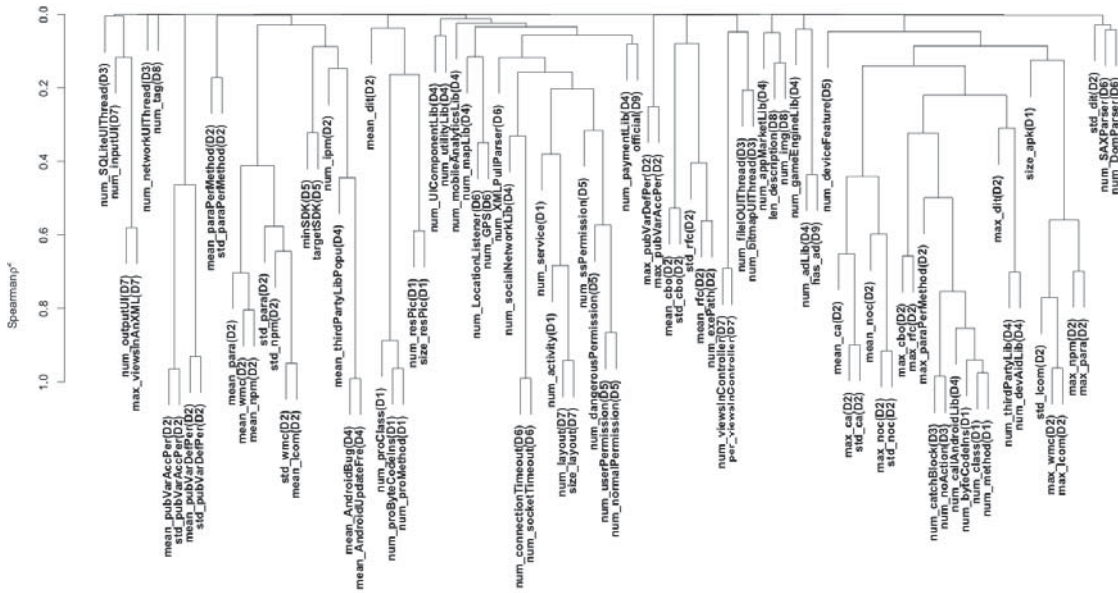 Spearman ρ²
0.0
0.2
0.4
0.6
0.8
1.0
num_SQLiteUIThread(D3)
num_inputUI(D7)
num_outputUI(D7)
max_viewsInAnXML(D7)
num_networkUIThread(D3)
num_tag(D8)
mean_pubVarAccPer(D2)
std_pubVarAccPer(D2)
mean_pubVarDefPer(D2)
std_pubVarDefPer(D2)
mean_paraPerMethod(D2)
std_paraPerMethod(D2)
mean_para(D2)
mean_wmc(D2)
mean_npm(D2)
std_para(D2)
std_npm(D2)
std_wmc(D2)
mean_lcom(D2)
minSDK(D5)
targetSDK(D5)
num_ipm(D2)
mean_thirdPartyLibPopu(D4)
mean_AndroidBug(D4)
mean_AndroidUpdateFre(D4)
mean_dit(D2)
num_proClass(D1)
num_proByteCodeIns(D1)
num_proMethod(D1)
num_resPic(D1)
size_resPic(D1)
num_UIComponentLib(D4)
num_utilityLib(D4)
num_mobileAnalyticsLib(D4)
num_mapLib(D4)
num_LocationListener(D6)
num_GPS(D6)
num_XMLPullParser(D6)
num_socialNetworkLib(D4)
num_connectionTimeout(D6)
num_socketTimeout(D6)
num_service(D1)
num_activity(D1)
num_layout(D7)
size_layout(D7)
num_ssPermission(D5)
num_dangerousPermission(D5)
num_userPermission(D5)
num_normalPermission(D5)
num_paymentLib(D4)
official(D9)
max_pubVarDefPer(D2)
max_pubVarAccPer(D2)
mean_cbo(D2)
std_cbo(D2)
std_rfc(D2)
mean_rfc(D2)
num_exePath(D2)
num_viewsInController(D7)
per_viewsInController(D7)
num_fileIOUIThread(D3)
num_bitmapUIThread(D3)
num_appMarketLib(D4)
len_description(D8)
num_img(D8)
num_gameEngineLib(D4)
num_adLib(D4)
has_ad(D9)
num_deviceFeature(D5)
mean_ca(D2)
max_ca(D2)
std_ca(D2)
mean_noc(D2)
max_noc(D2)
std_noc(D2)
max_cbo(D2)
max_rfc(D2)
max_paraPerMethod(D2)
num_catchBlock(D3)
num_noAction(D3)
num_callAndroidLib(D4)
num_byteCodeIns(D1)
num_class(D1)
num_method(D1)
max_dit(D2)
num_thirdPartyLib(D4)
num_devAidLib(D4)
size_apk(D1)
std_lcom(D2)
max_wmc(D2)
max_lcom(D2)
max_npm(D2)
max_para(D2)
std_dit(D2)
num_SAXParser(D6)
num_DomParser(D6)